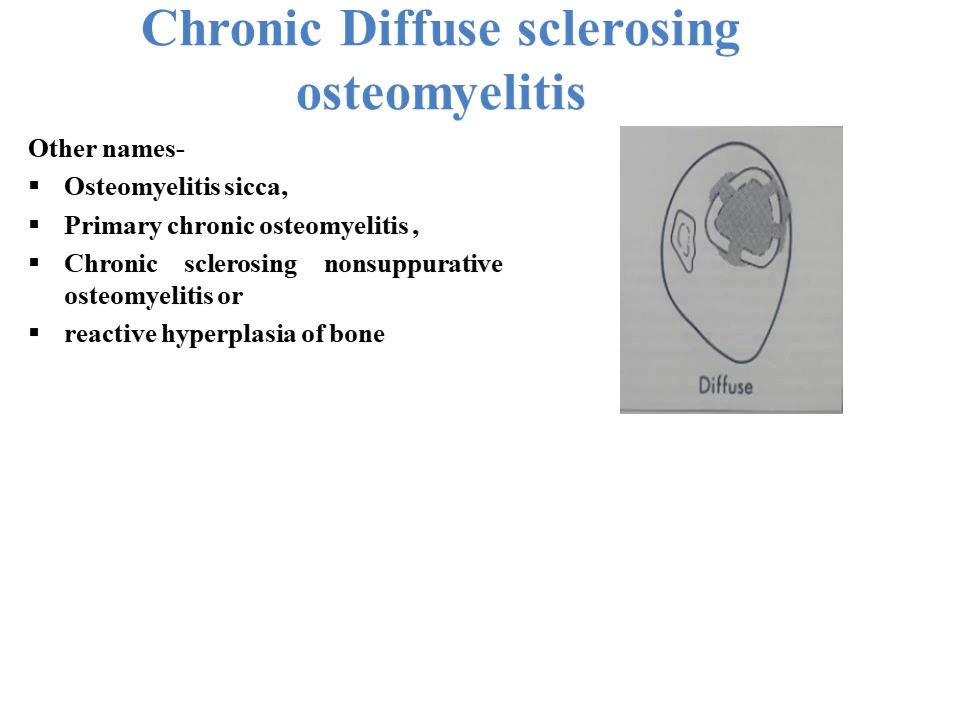 Chronic Diffuse sclerosing
osteomyelitis
Other names-
▪ Osteomyelitis sicca,
▪ Primary chronic osteomyelitis ,
▪ Chronic sclerosing nonsuppurative
osteomyelitis or
▪ reactive hyperplasia of bone
Diffuse